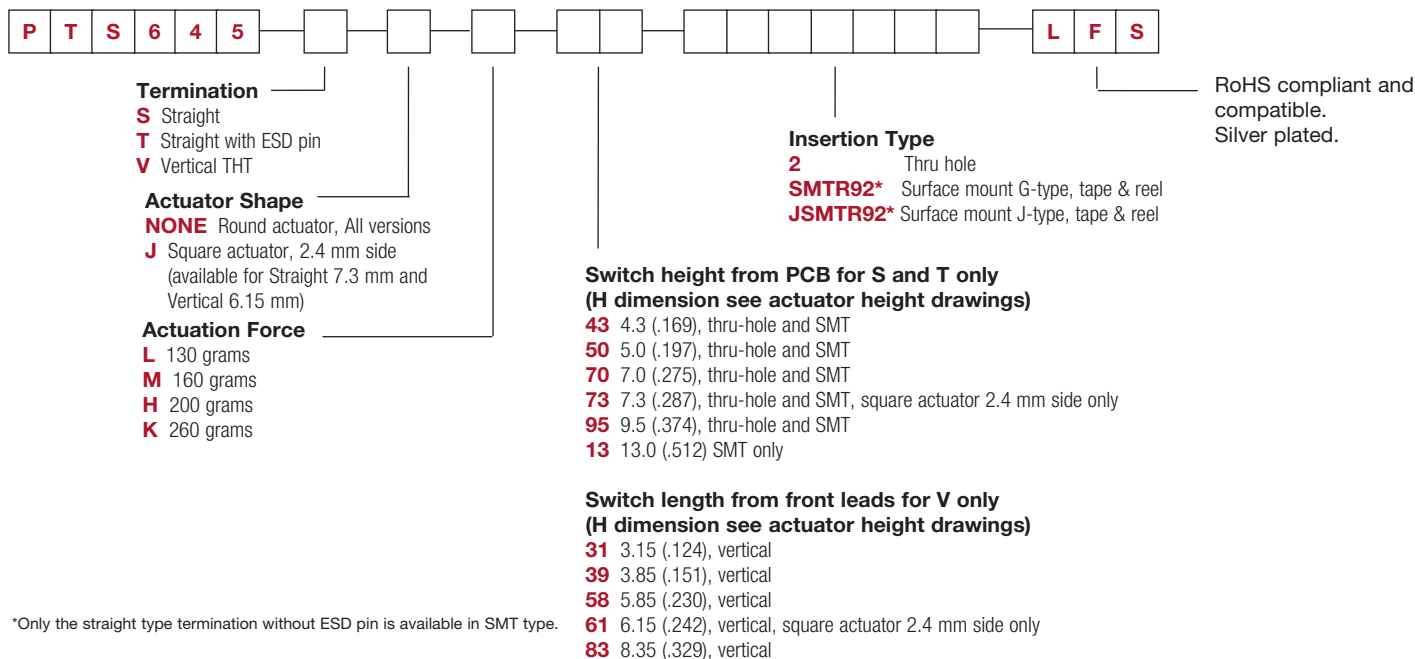 P T S 6 4 5 L F S
Termination
S Straight
T Straight with ESD pin
V Vertical THT
Actuator Shape
NONE Round actuator, All versions
J Square actuator, 2.4 mm side
(available for Straight 7.3 mm and
Vertical 6.15 mm)
Actuation Force
L 130 grams
M 160 grams
H 200 grams
K 260 grams
RoHS compliant and
compatible.
Silver plated.
Insertion Type
2 Thru hole
SMTR92* Surface mount G-type, tape & reel
JSMTR92* Surface mount J-type, tape & reel
Switch height from PCB for S and T only
(H dimension see actuator height drawings)
43 4.3 (.169), thru-hole and SMT
50 5.0 (.197), thru-hole and SMT
70 7.0 (.275), thru-hole and SMT
73 7.3 (.287), thru-hole and SMT, square actuator 2.4 mm side only
95 9.5 (.374), thru-hole and SMT
13 13.0 (.512) SMT only
Switch length from front leads for V only
(H dimension see actuator height drawings)
31 3.15 (.124), vertical
39 3.85 (.151), vertical
58 5.85 (.230), vertical
61 6.15 (.242), vertical, square actuator 2.4 mm side only
83 8.35 (.329), vertical
*Only the straight type termination without ESD pin is available in SMT type.